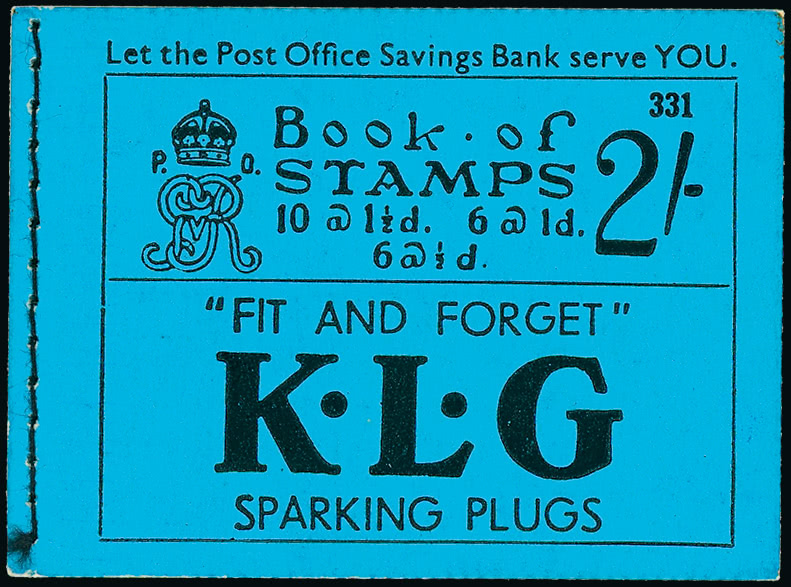 Let the Post Office Savings Bank serve YOU.
331
P. O.
Book · of
STAMPS
2/-
10 @ 1½d. 6 @ 1d.
6 @ ½d.
"FIT AND FORGET"
K·L·G
SPARKING PLUGS